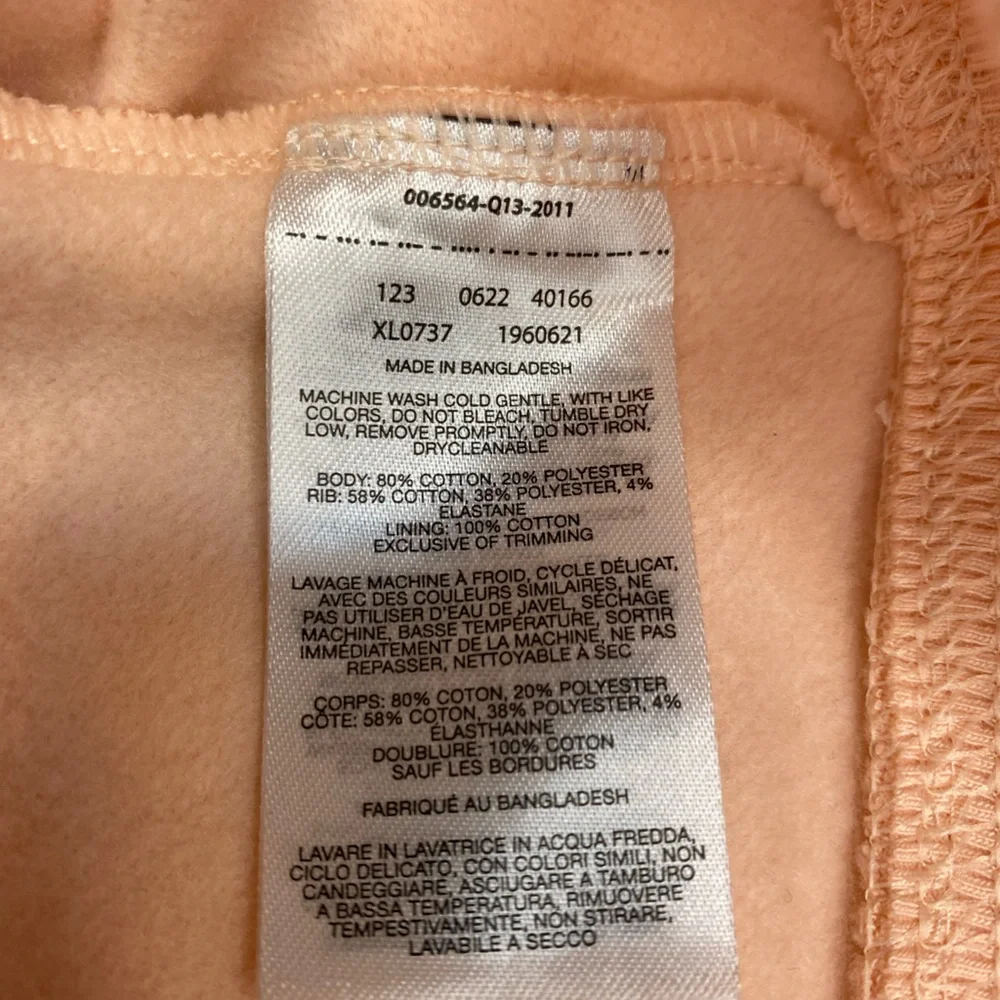 006564-Q13-2011
123 0622 40166
XL0737 1960621
MADE IN BANGLADESH
MACHINE WASH COLD GENTLE, WITH LIKE
COLORS, DO NOT BLEACH, TUMBLE DRY
LOW, REMOVE PROMPTLY, DO NOT IRON,
DRYCLEANABLE
BODY: 80% COTTON, 20% POLYESTER
RIB: 58% COTTON, 38% POLYESTER, 4%
ELASTANE
LINING: 100% COTTON
EXCLUSIVE OF TRIMMING
LAVAGE MACHINE À FROID, CYCLE DÉLICAT,
AVEC DES COULEURS SIMILAIRES, NE
PAS UTILISER D'EAU DE JAVEL, SÉCHAGE
MACHINE, BASSE TEMPÉRATURE, SORTIR
IMMÉDIATEMENT DE LA MACHINE, NE PAS
REPASSER, NETTOYABLE À SEC
CORPS: 80% COTON, 20% POLYESTER
CÔTE: 58% COTON, 38% POLYESTER, 4%
ÉLASTHANNE
DOUBLURE: 100% COTON
SAUF LES BORDURES
FABRIQUÉ AU BANGLADESH
LAVARE IN LAVATRICE IN ACQUA FREDDA,
CICLO DELICATO, CON COLORI SIMILI, NON
CANDEGGIARE, ASCIUGARE A TAMBURO
A BASSA TEMPERATURA, RIMUOVERE
TEMPESTIVAMENTE, NON STIRARE,
LAVABILE A SECCO